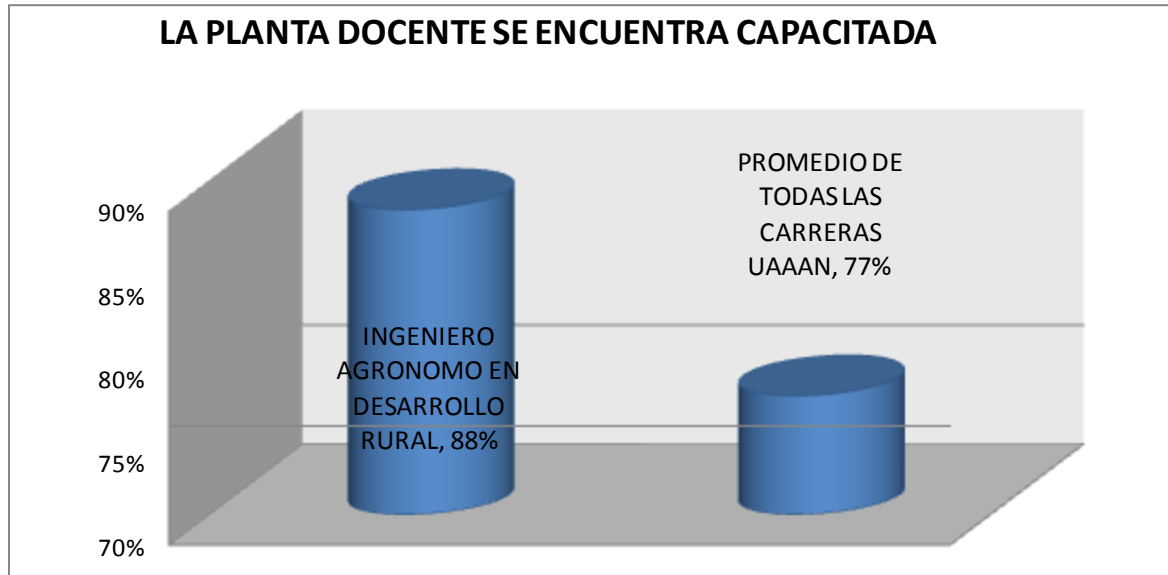 LA PLANTA DOCENTE SE ENCUENTRA CAPACITADA
90%
85%
80%
75%
70%
INGENIERO
AGRONOMO EN
DESARROLLO
RURAL, 88%
PROMEDIO DE
TODAS LAS
CARRERAS
UAAAN, 77%